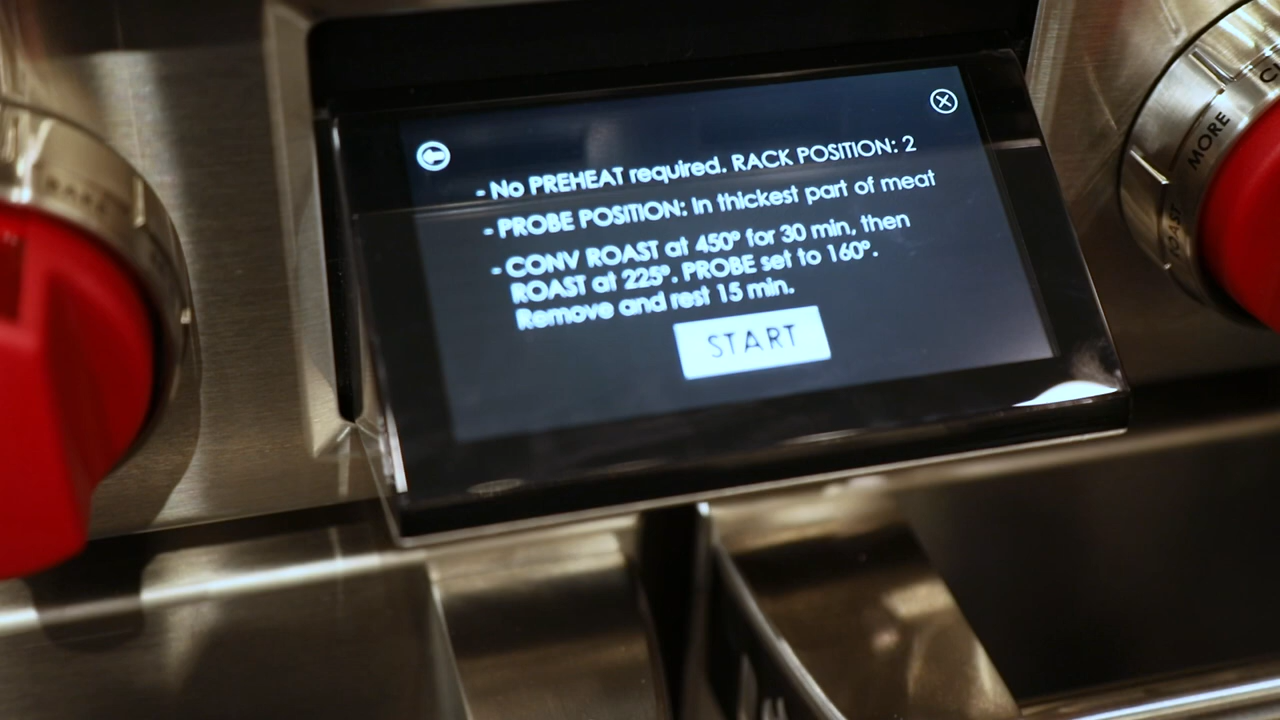 - No PREHEAT required. RACK POSITION: 2
- PROBE POSITION: In thickest part of meat
- CONV ROAST at 450° for 30 min, then
ROAST at 225°. PROBE set to 160°.
Remove and rest 15 min.
START
MORE